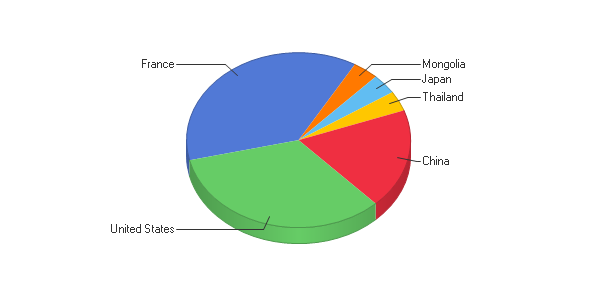 France
Mongolia
Japan
Thailand
China
United States